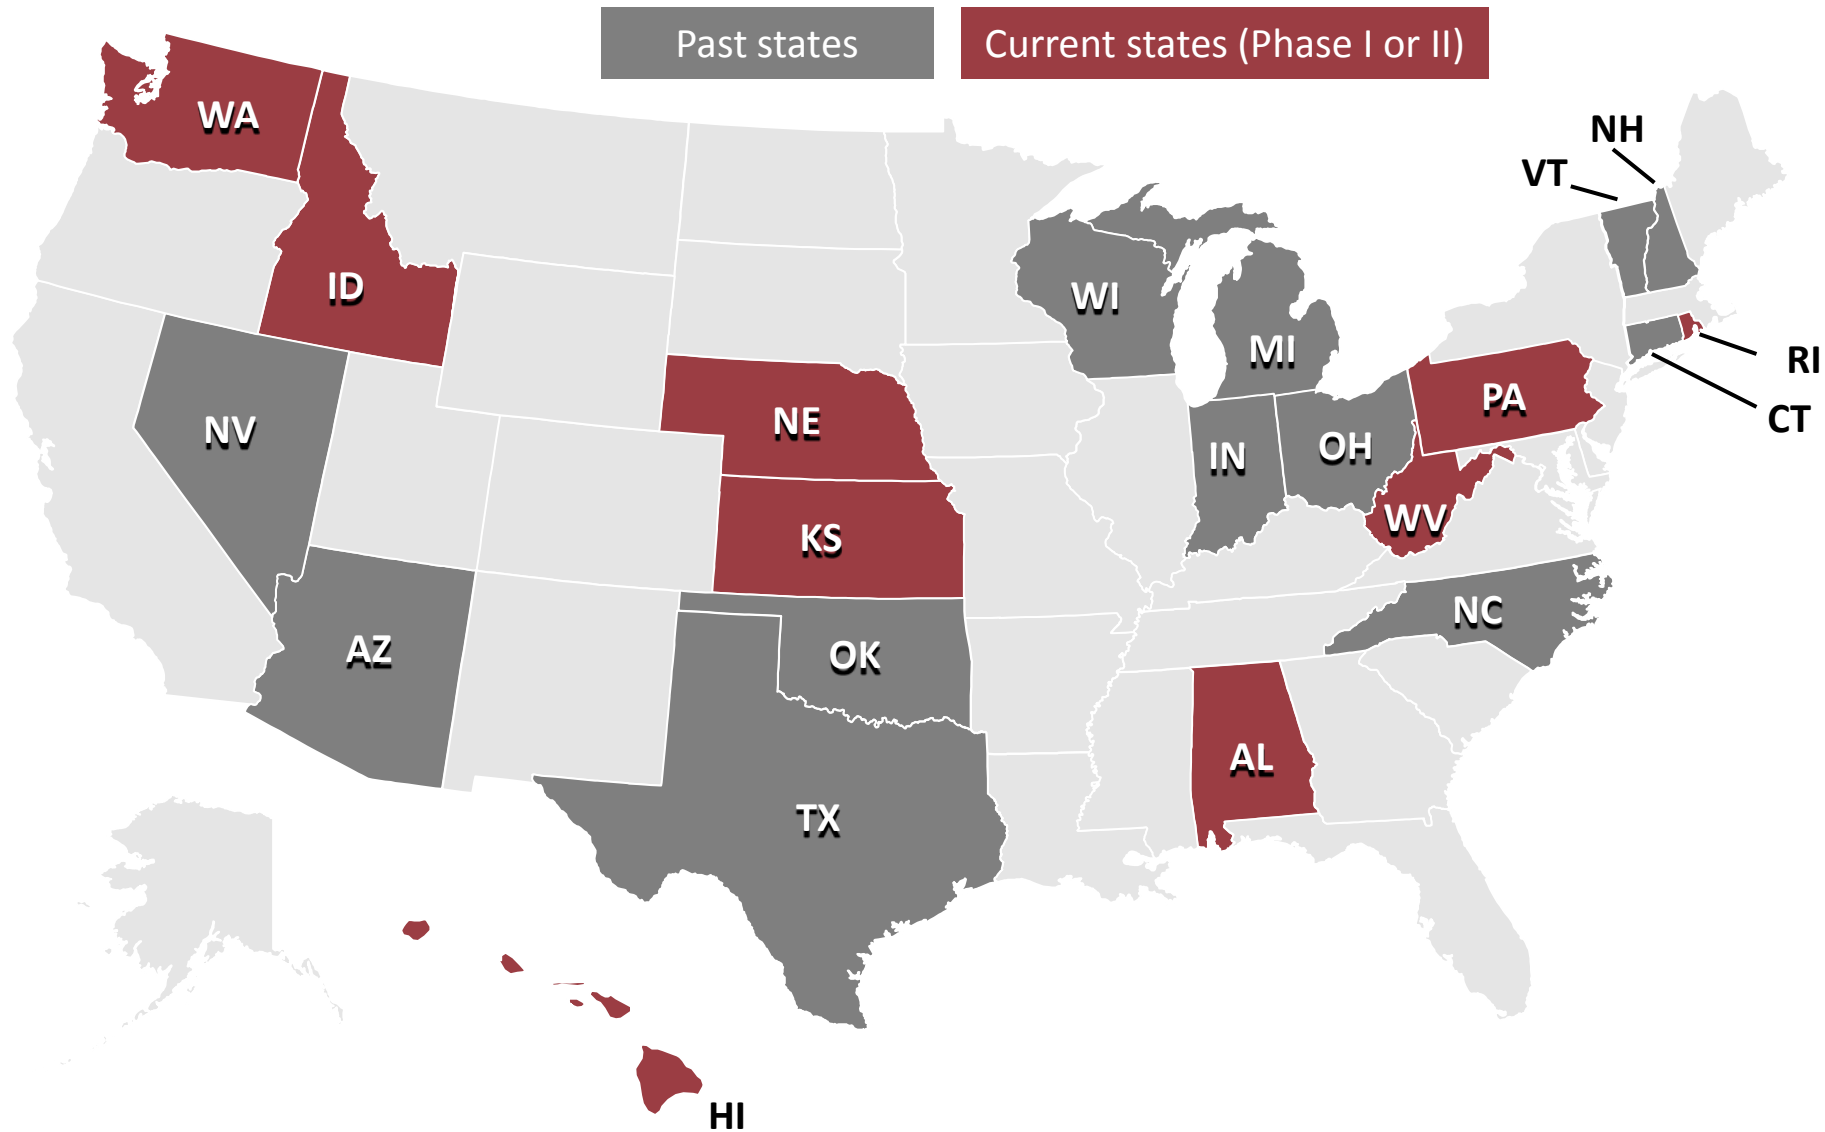 Past states
Current states (Phase I or II)
WA
NH
VT
ID
WI
MI
RI
PA
CT
NE
NV
OH
IN
KS
WV
NC
AZ
OK
AL
TX
HI